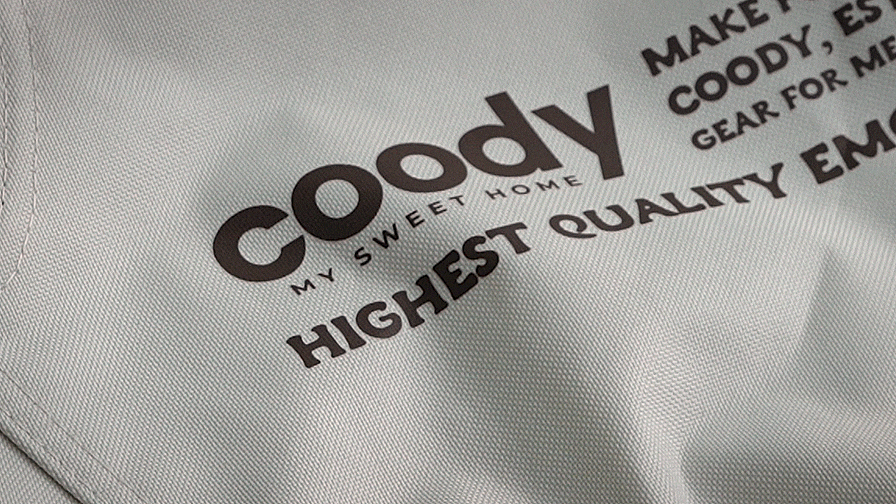 coody
MY SWEET HOME
MAKE
COODY,
GEAR FOR
HIGHEST QUALITY